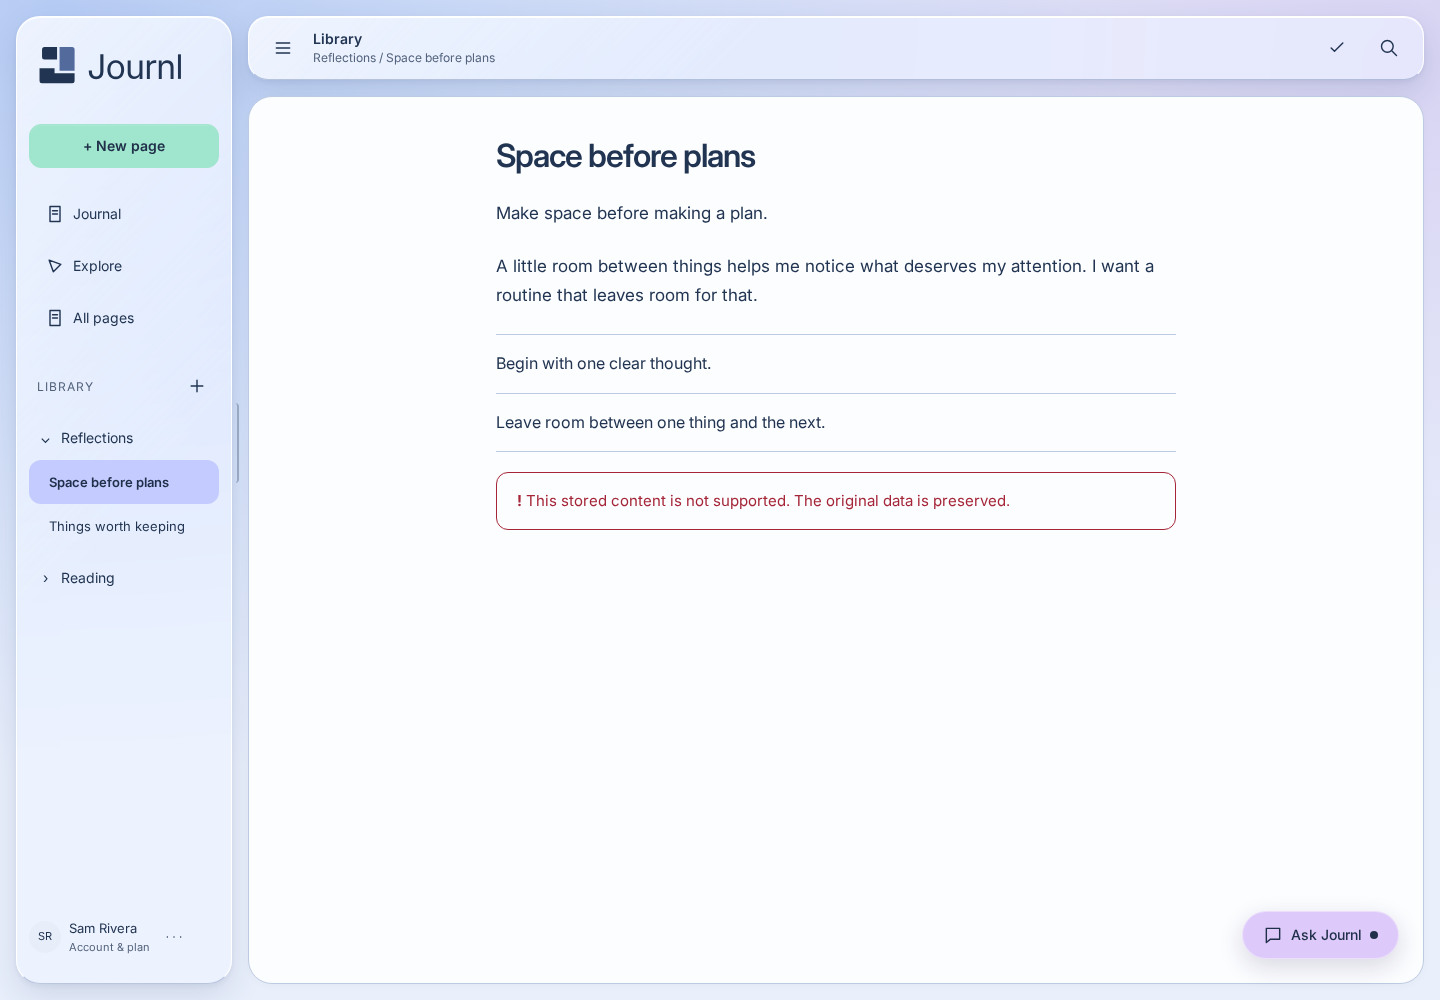 Journl
+ New page
Journal
Explore
All pages
LIBRARY
Reflections
Space before plans
Things worth keeping
Reading
SR
Sam Rivera
Account & plan
...
Library
Reflections / Space before plans
Space before plans
Make space before making a plan.
A little room between things helps me notice what deserves my attention. I want a
routine that leaves room for that.
Begin with one clear thought.
Leave room between one thing and the next.
! This stored content is not supported. The original data is preserved.
Ask Journl